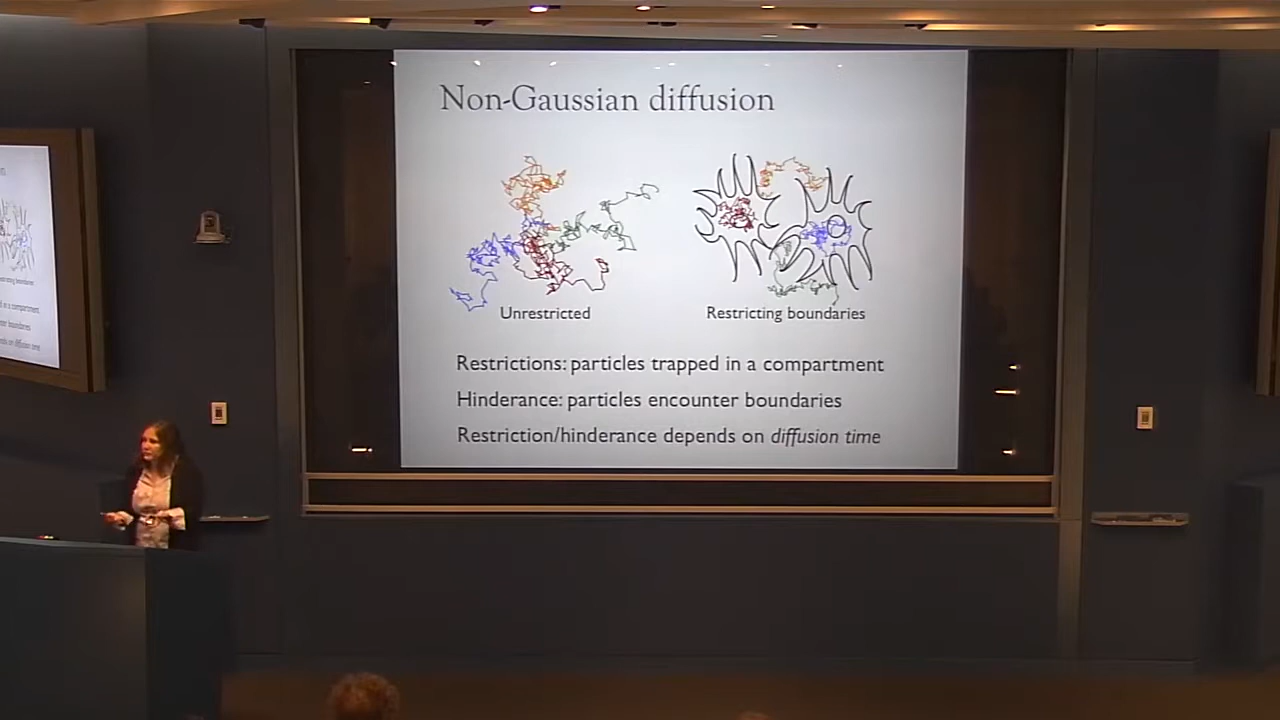 Non-Gaussian diffusion
Unrestricted
Restricting boundaries
Restrictions: particles trapped in a compartment
Hinderance: particles encounter boundaries
Restriction/hinderance depends on diffusion time